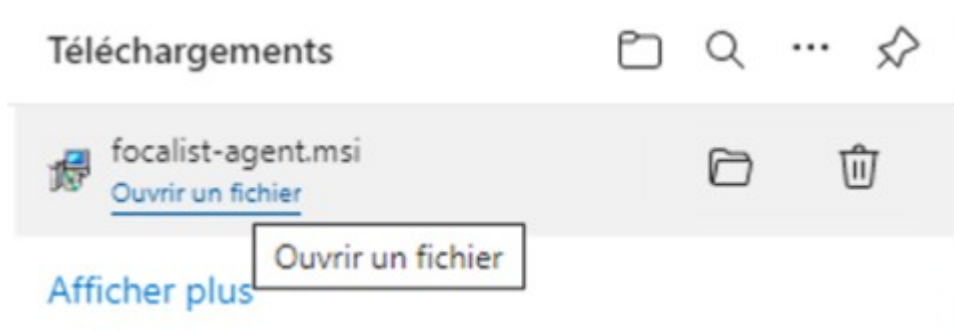 Téléchargements
focalist-agent.msi
Ouvrir un fichier
Ouvrir un fichier
Afficher plus